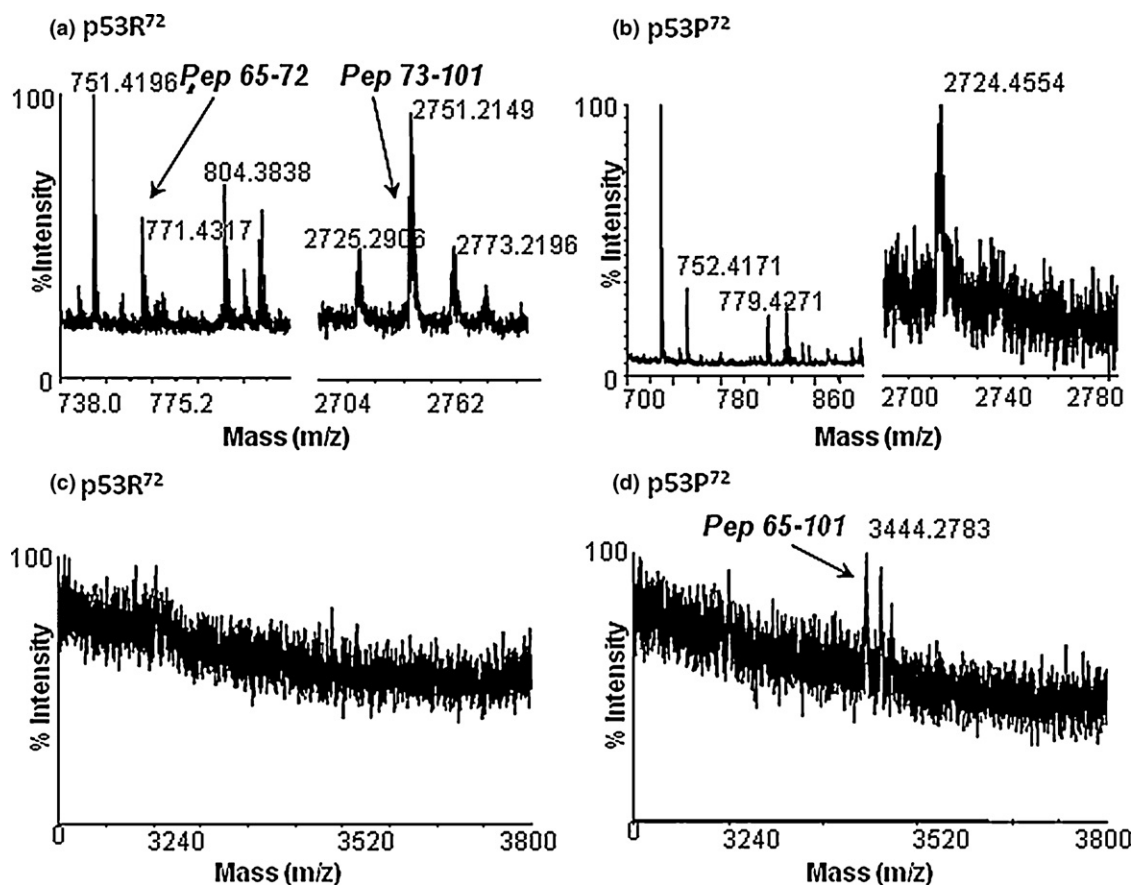 (a) p53R72
751.4196
Pep 65-72
Pep 73-101
100
2751.2149
804.3838
771.4317
2725.2906
2773.2196
%Intensity
0
738.0 775.2 2704 2762
Mass (m/z)
(b) p53P72
2724.4554
100
752.4171
779.4271
% Intensity
0
700 780 860 2700 2740 2780
Mass (m/z)
(c) p53R72
100
% Intensity
0 3240 3520 3800
Mass (m/z)
(d) p53P72
Pep 65-101 3444.2783
100
% Intensity
0 3240 3520 3800
Mass (m/z)